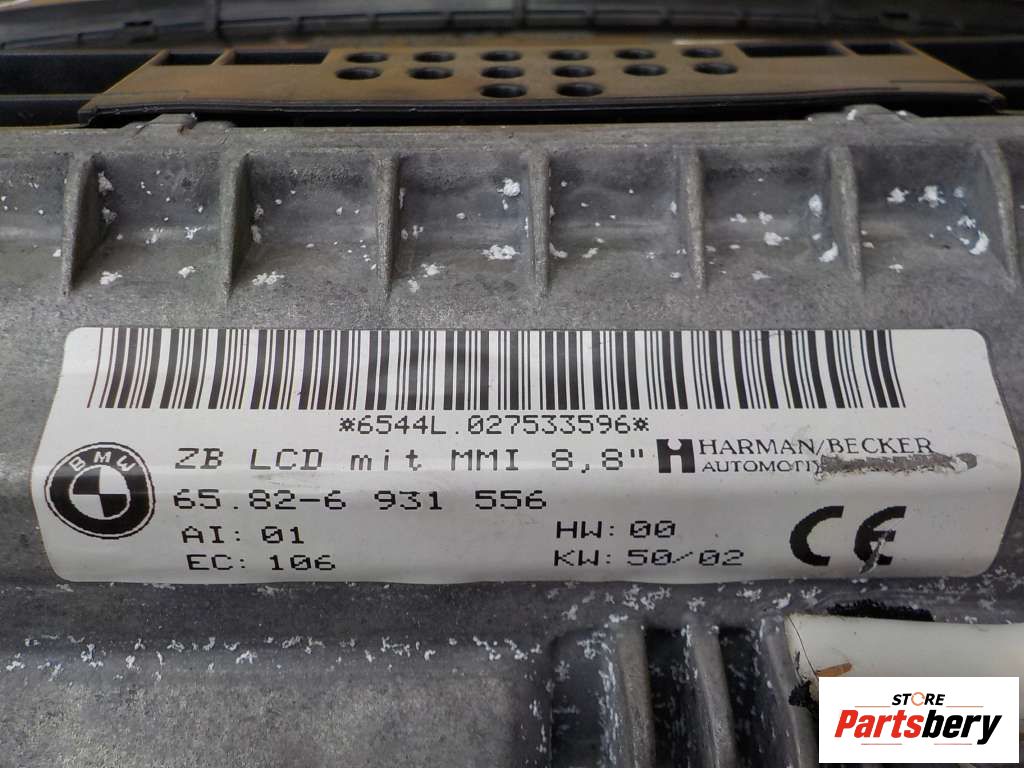 *6544L.027533596*
ZB LCD mit MMI 8,8" HARMAN/BECKER
AUTOMOTIV
BMW
65.82-6 931 556
AI: 01 HW: 00
EC: 106 KW: 50/02
CE
STORE
Partsbery